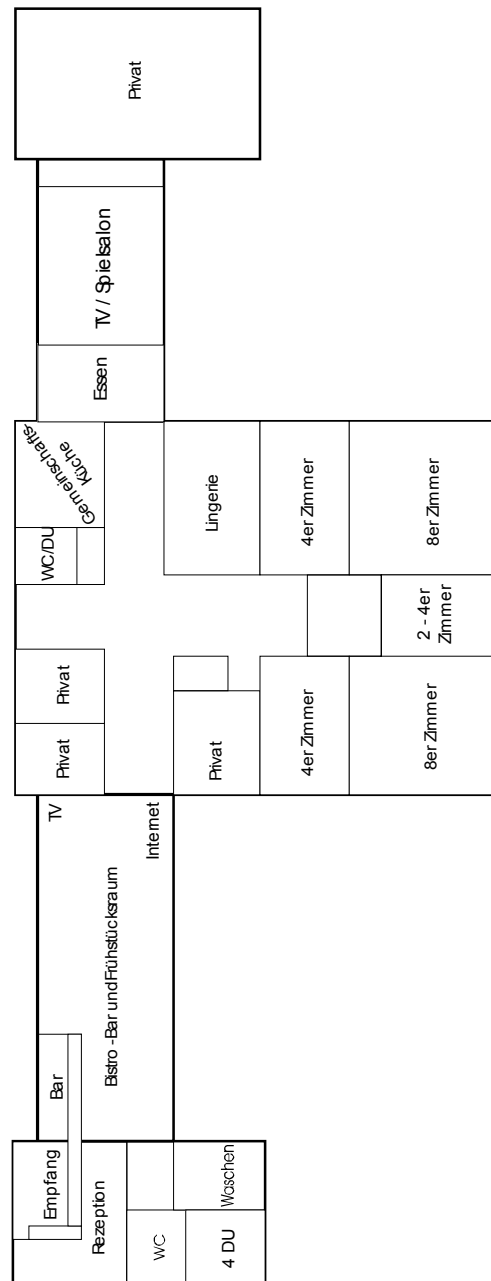 Privat
TV / Spielsalon
Essen
Gemeinschafts-
Küche
WC/DU
Lingerie
4er Zimmer
8er Zimmer
2 - 4er
Zimmer
Privat
Privat
Privat
4er Zimmer
8er Zimmer
TV
Internet
Bistro - Bar und Frühstücksraum
Bar
Empfang
Rezeption
Waschen
WC
4 DU